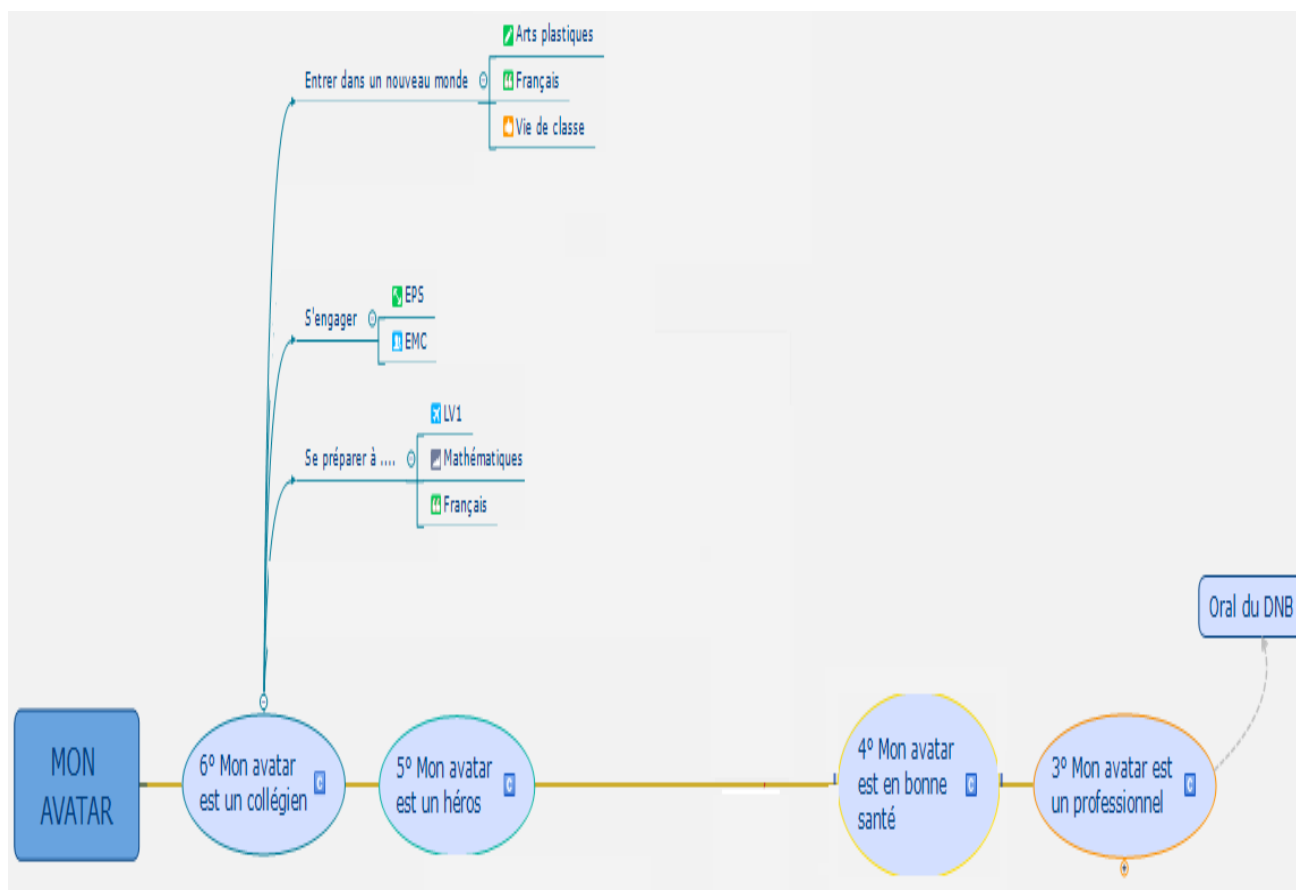 Arts plastiques
Entrer dans un nouveau monde
Français
Vie de classe
EPS
S'engager
EMC
LV1
Se préparer à ....
Mathématiques
Français
Oral du DNB
MON
AVATAR
6º Mon avatar
est un collégien
5º Mon avatar
est un héros
4º Mon avatar
est en bonne
santé
3º Mon avatar est
un professionnel